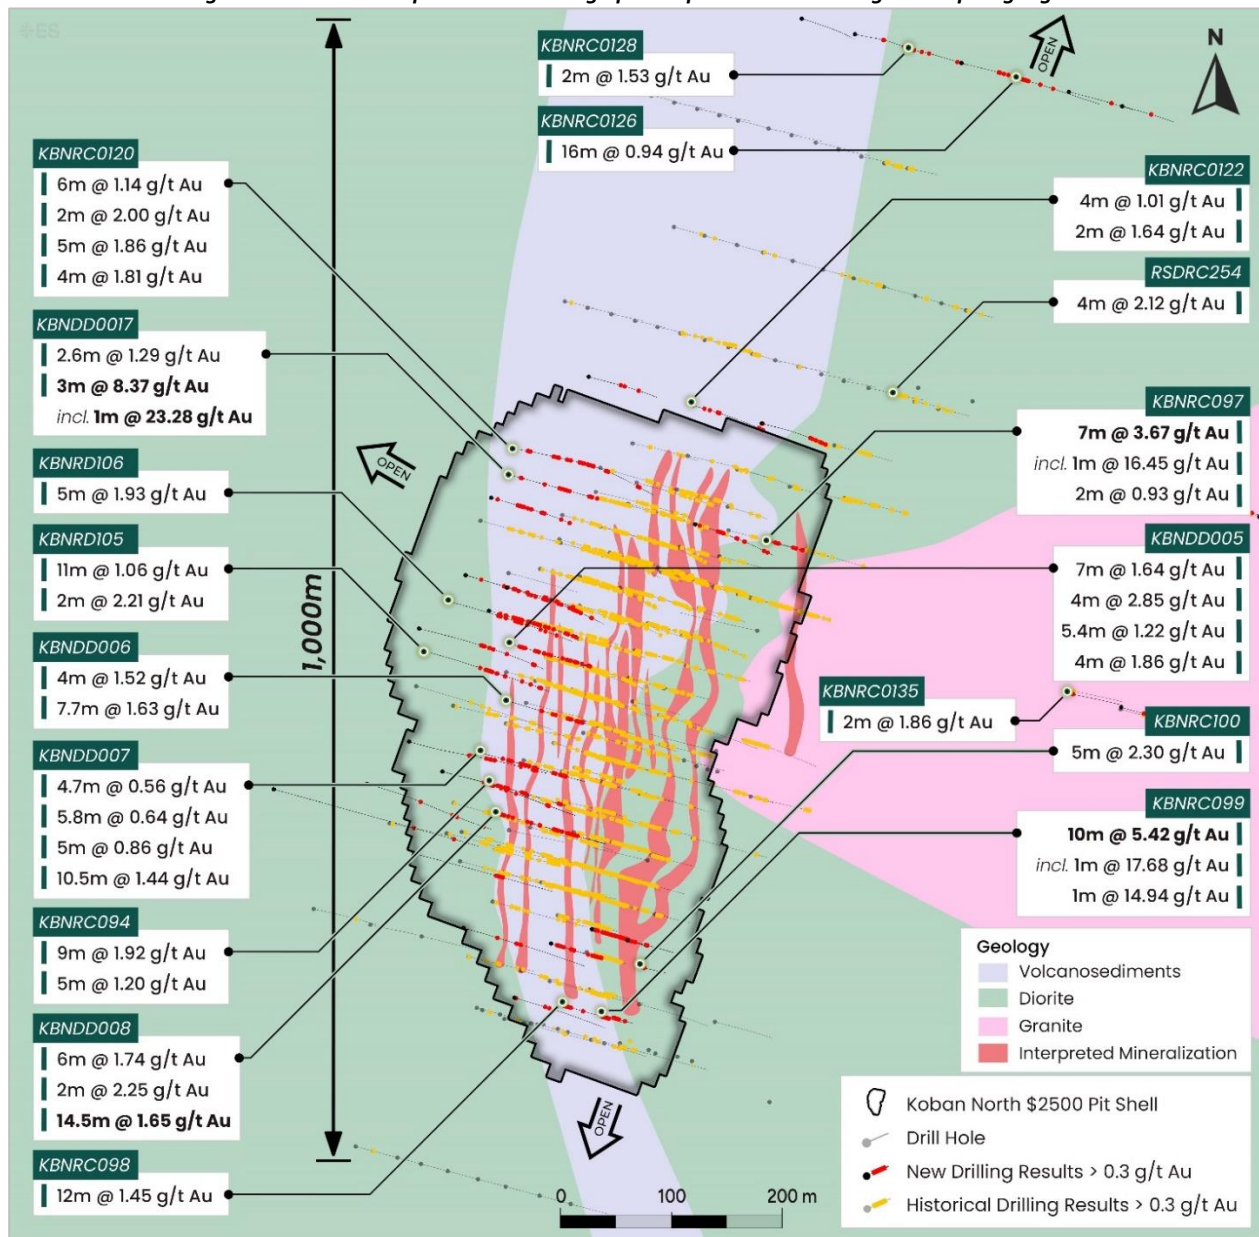 ES
KBNRC0128
2m @ 1.53 g/t Au
KBNRC0126
16m @ 0.94 g/t Au
OPEN
N
KBNRC0120
6m @ 1.14 g/t Au
2m @ 2.00 g/t Au
5m @ 1.86 g/t Au
4m @ 1.81 g/t Au
KBNRC0122
4m @ 1.01 g/t Au
2m @ 1.64 g/t Au
RSDRC254
4m @ 2.12 g/t Au
KBNDD0017
2.6m @ 1.29 g/t Au
3m @ 8.37 g/t Au
incl. 1m @ 23.28 g/t Au
KBNRC097
7m @ 3.67 g/t Au
incl. 1m @ 16.45 g/t Au
2m @ 0.93 g/t Au
OPEN
KBNRD106
5m @ 1.93 g/t Au
KBNRD105
11m @ 1.06 g/t Au
2m @ 2.21 g/t Au
1,000m
KBNDD005
7m @ 1.64 g/t Au
4m @ 2.85 g/t Au
5.4m @ 1.22 g/t Au
4m @ 1.86 g/t Au
KBNDD006
4m @ 1.52 g/t Au
7.7m @ 1.63 g/t Au
KBNRC0135
2m @ 1.86 g/t Au
KBNRC100
5m @ 2.30 g/t Au
KBNDD007
4.7m @ 0.56 g/t Au
5.8m @ 0.64 g/t Au
5m @ 0.86 g/t Au
10.5m @ 1.44 g/t Au
KBNRC099
10m @ 5.42 g/t Au
incl. 1m @ 17.68 g/t Au
1m @ 14.94 g/t Au
KBNRC094
9m @ 1.92 g/t Au
5m @ 1.20 g/t Au
KBNDD008
6m @ 1.74 g/t Au
2m @ 2.25 g/t Au
14.5m @ 1.65 g/t Au
KBNRC098
12m @ 1.45 g/t Au
OPEN
0 100 200 m
Geology
Volcanosediments
Diorite
Granite
Interpreted Mineralization
Koban North $2500 Pit Shell
Drill Hole
New Drilling Results > 0.3 g/t Au
Historical Drilling Results > 0.3 g/t Au